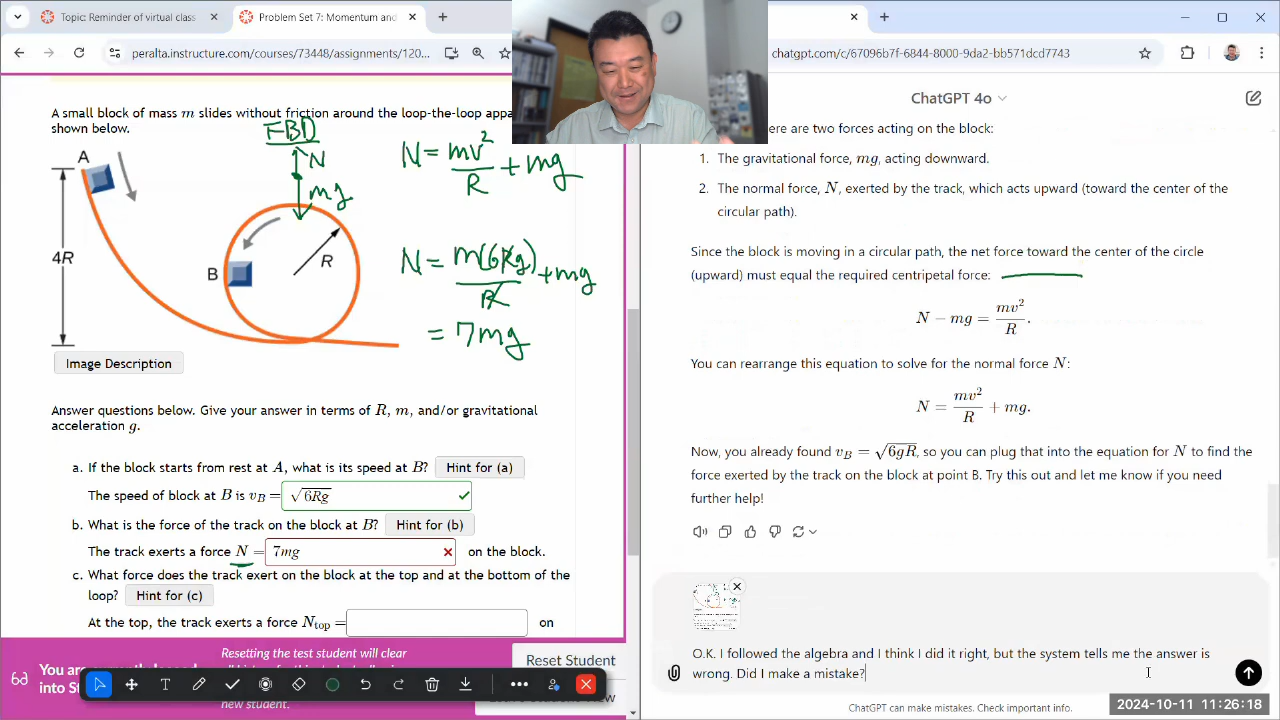 Topic: Reminder of virtual class
Problem Set 7: Momentum and
peralta.instructure.com/courses/73448/assignments/120...
chatgpt.com/c/67096b7f-6844-8000-9da2-bb571dcd7743
A small block of mass m slides without friction around the loop-the-loop appa
shown below.
A
4R
B
R
FBD
N
mg
N = mv²/R + mg
N = m(6Rg)/R + mg
= 7mg
Image Description
Answer questions below. Give your answer in terms of R, m, and/or gravitational
acceleration g.
a. If the block starts from rest at A, what is its speed at B? Hint for (a)
The speed of block at B is v_B = √6Rg
b. What is the force of the track on the block at B? Hint for (b)
The track exerts a force N = 7mg on the block.
c. What force does the track exert on the block at the top and at the bottom of the
loop? Hint for (c)
At the top, the track exerts a force N_top = on
Resetting the test student will clear
new student.
Reset Student
ChatGPT 4o
ere are two forces acting on the block:
1. The gravitational force, mg, acting downward.
2. The normal force, N, exerted by the track, which acts upward (toward the center of the
circular path).
Since the block is moving in a circular path, the net force toward the center of the circle
(upward) must equal the required centripetal force:
N − mg = mv²/R.
You can rearrange this equation to solve for the normal force N:
N = mv²/R + mg.
Now, you already found v_B = √6gR, so you can plug that into the equation for N to find the
force exerted by the track on the block at point B. Try this out and let me know if you need
further help!
O.K. I followed the algebra and I think I did it right, but the system tells me the answer is
wrong. Did I make a mistake?
ChatGPT can make mistakes. Check important info.
2024-10-11 11:26:18